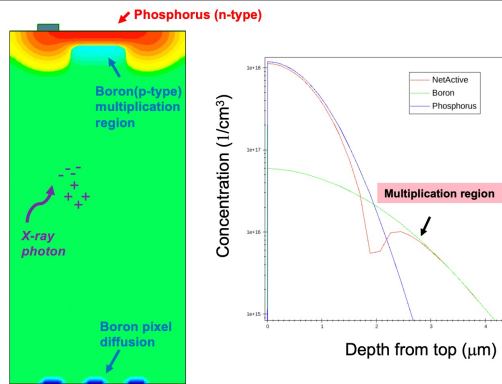 Phosphorus (n-type)
Boron(p-type)
multiplication
region
- - -
- -
+
+ +
+
X-ray
photon
Boron pixel
diffusion
Concentration (1/cm³)
1e+18
1e+17
1e+16
1e+15
NetActive
Boron
Phosphorus
Multiplication region
0
1
2
3
4
Depth from top (μm)